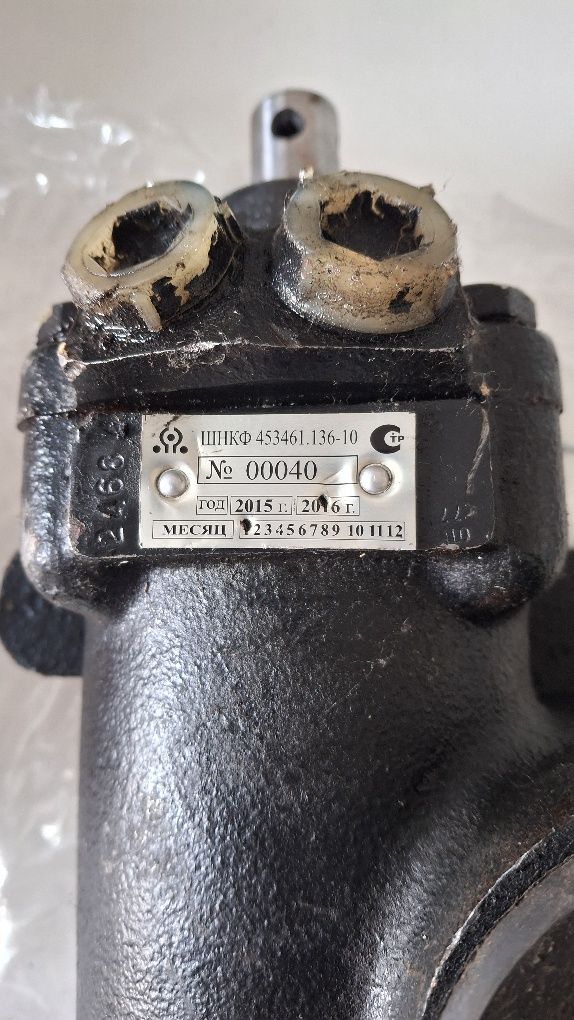 ШНКФ 453461.136-10
СТР
№ 00040
ГОД 2015 г. 2016 г.
МЕСЯЦ 1 2 3 4 5 6 7 8 9 10 11 12